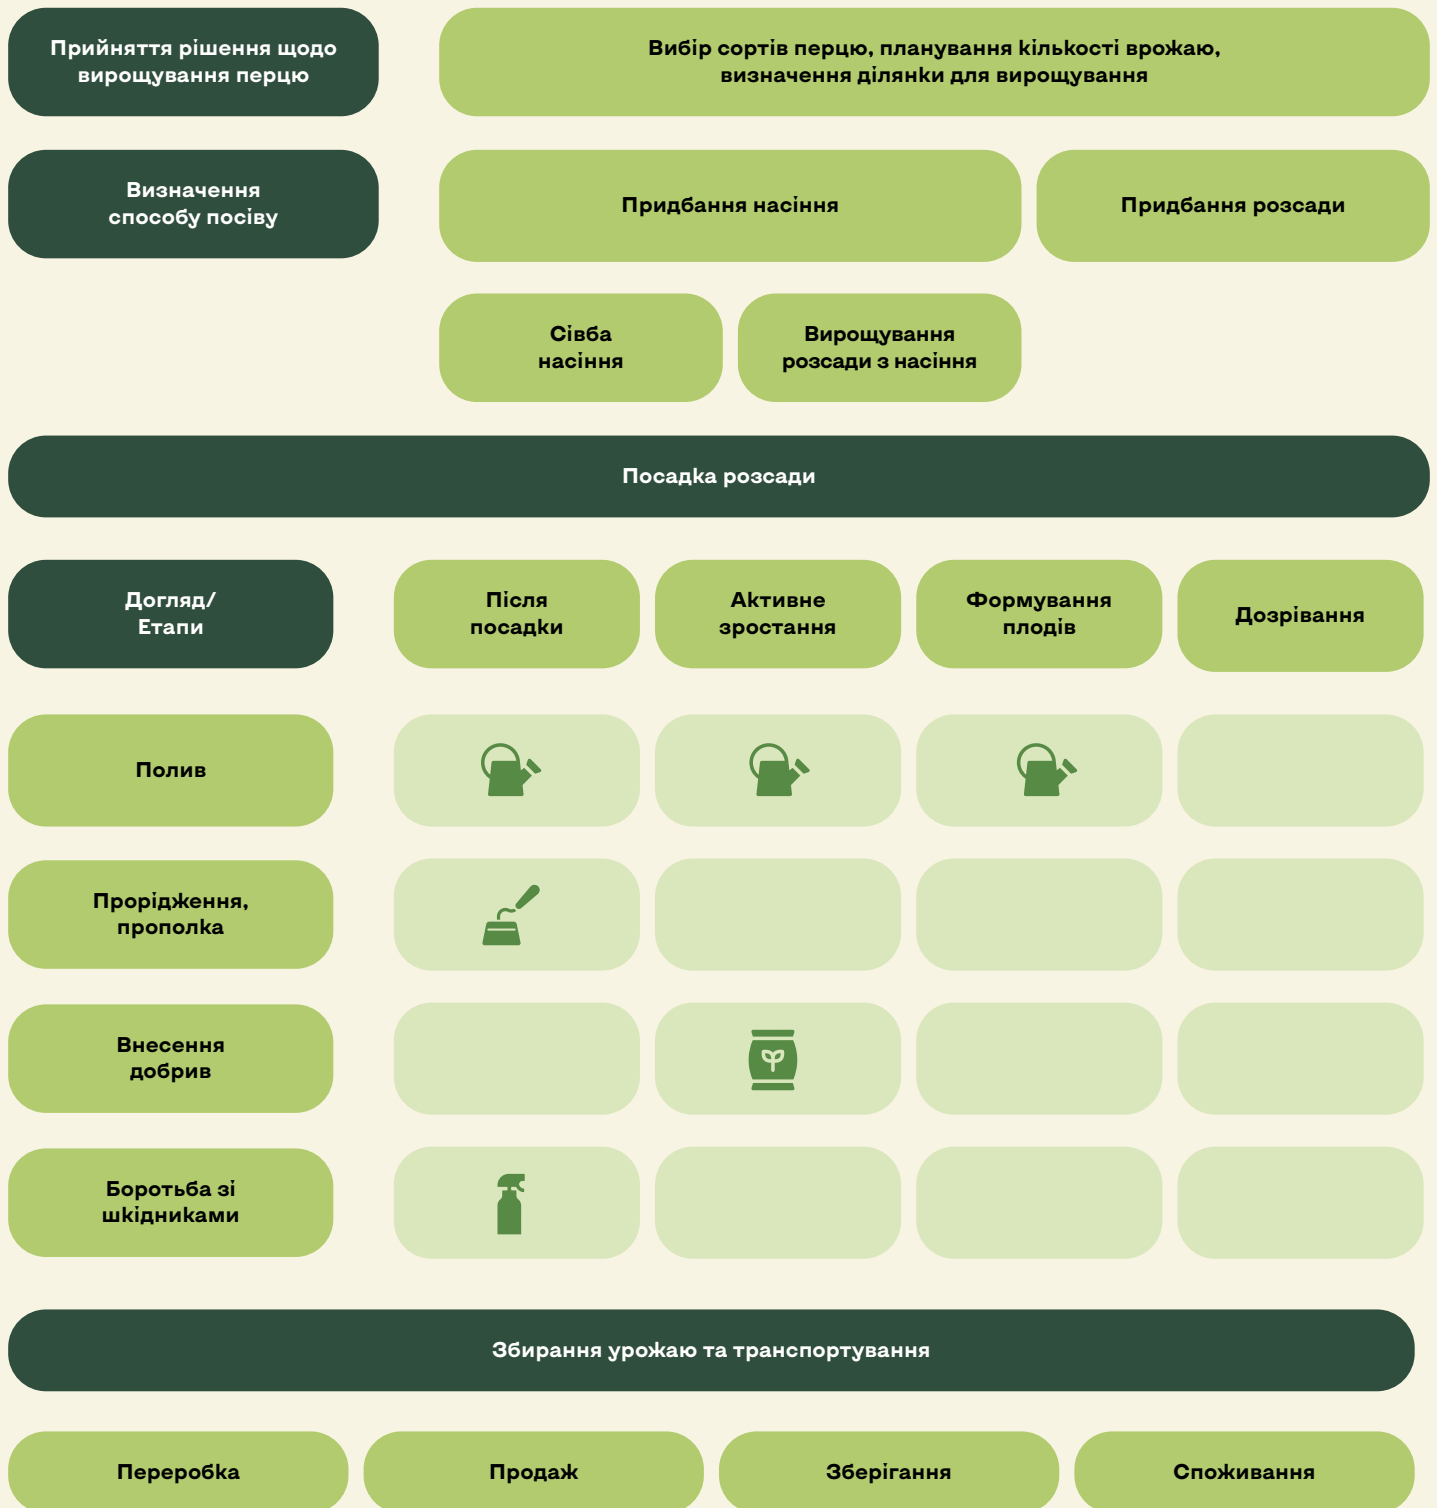 Прийняття рішення щодо
вирощування перцю
Вибір сортів перцю, планування кількості врожаю,
визначення ділянки для вирощування
Визначення
способу посіву
Придбання насіння
Придбання розсади
Сівба
насіння
Вирощування
розсади з насіння
Посадка розсади
Догляд/
Етапи
Після
посадки
Активне
зростання
Формування
плодів
Дозрівання
Полив
Прорідження,
прополка
Внесення
добрив
Боротьба зі
шкідниками
Збирання урожаю та транспортування
Переробка
Продаж
Зберігання
Споживання